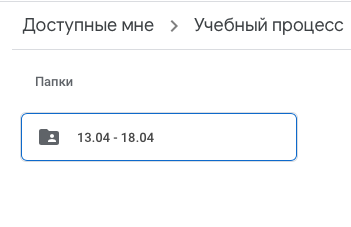 Доступные мне > Учебный процесс
Папки
13.04 - 18.04